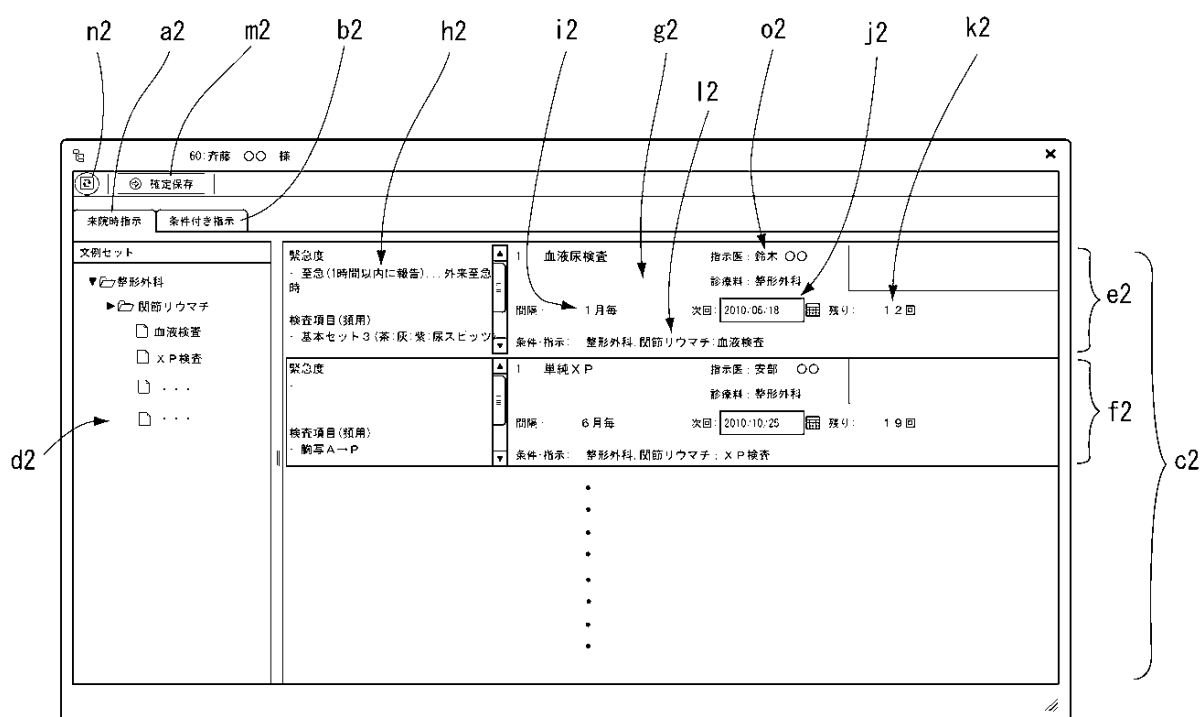 n2 a2 m2 b2 h2 i2 g2 o2 j2 k2
l2
60:斉藤 ○○ 様 ×
確定保存
来院時指示 条件付き指示
文例セット
▼整形外科
▶関節リウマチ
血液検査
XP検査
・・・
・・・
d2
緊急度
- 至急(1時間以内に報告)...外来至急
時
検査項目(頻用)
- 基本セット3(茶:灰:紫:尿スピッツ)
1 血液尿検査 指示医:鈴木 ○○
診療科:整形外科
間隔: 1月毎 次回: 2010/06/18 残り: 12回
条件・指示: 整形外科.関節リウマチ:血液検査
e2
緊急度
-
検査項目(頻用)
- 胸写A→P
1 単純XP 指示医:安部 ○○
診療科:整形外科
間隔: 6月毎 次回: 2010/10/25 残り: 19回
条件・指示: 整形外科.関節リウマチ:XP検査
f2
c2